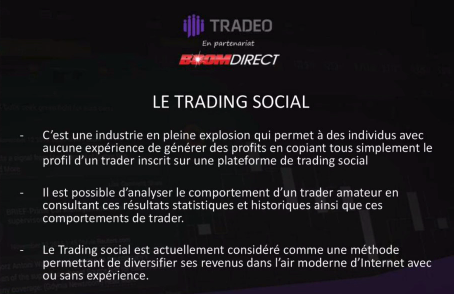 TRADEO
En partenariat
BOOMDIRECT
LE TRADING SOCIAL
- C'est une industrie en pleine explosion qui permet à des individus avec
aucune expérience de générer des profits en copiant tous simplement le
profil d'un trader inscrit sur une plateforme de trading social
- Il est possible d'analyser le comportement d'un trader amateur en
consultant ces résultats statistiques et historiques ainsi que ces
comportements de trader.
- Le Trading social est actuellement considéré comme une méthode
permettant de diversifier ses revenus dans l'air moderne d'Internet avec
ou sans expérience.